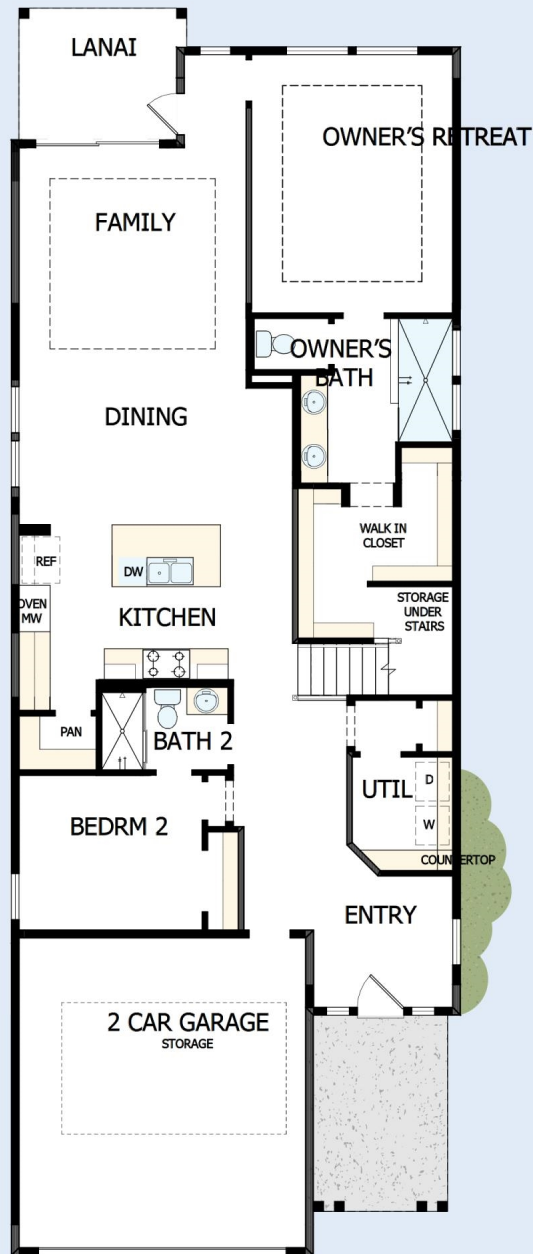 LANAI
OWNER'S RETREAT
FAMILY
OWNER'S
BATH
DINING
WALK IN
CLOSET
REF
DW
OVEN
MW
KITCHEN
STORAGE
UNDER
STAIRS
PAN
BATH 2
UTIL
D
W
BEDRM 2
COUNTERTOP
ENTRY
2 CAR GARAGE
STORAGE